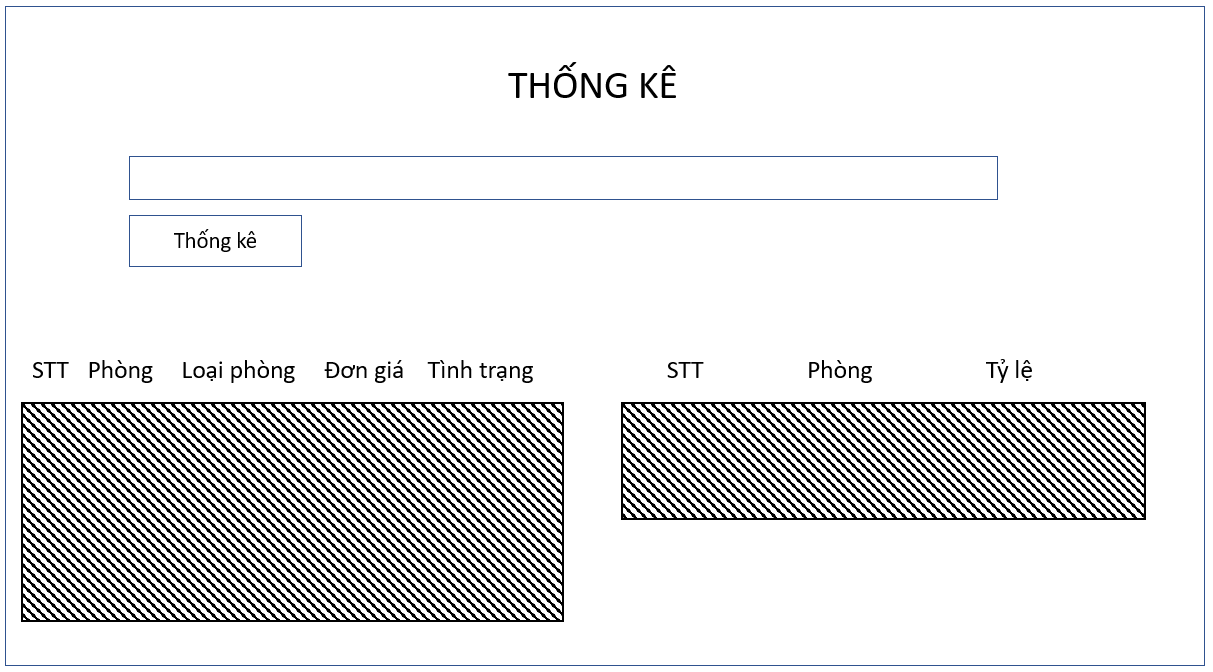 THỐNG KÊ
Thống kê
STT Phòng Loại phòng Đơn giá Tình trạng
STT Phòng Tỷ lệ